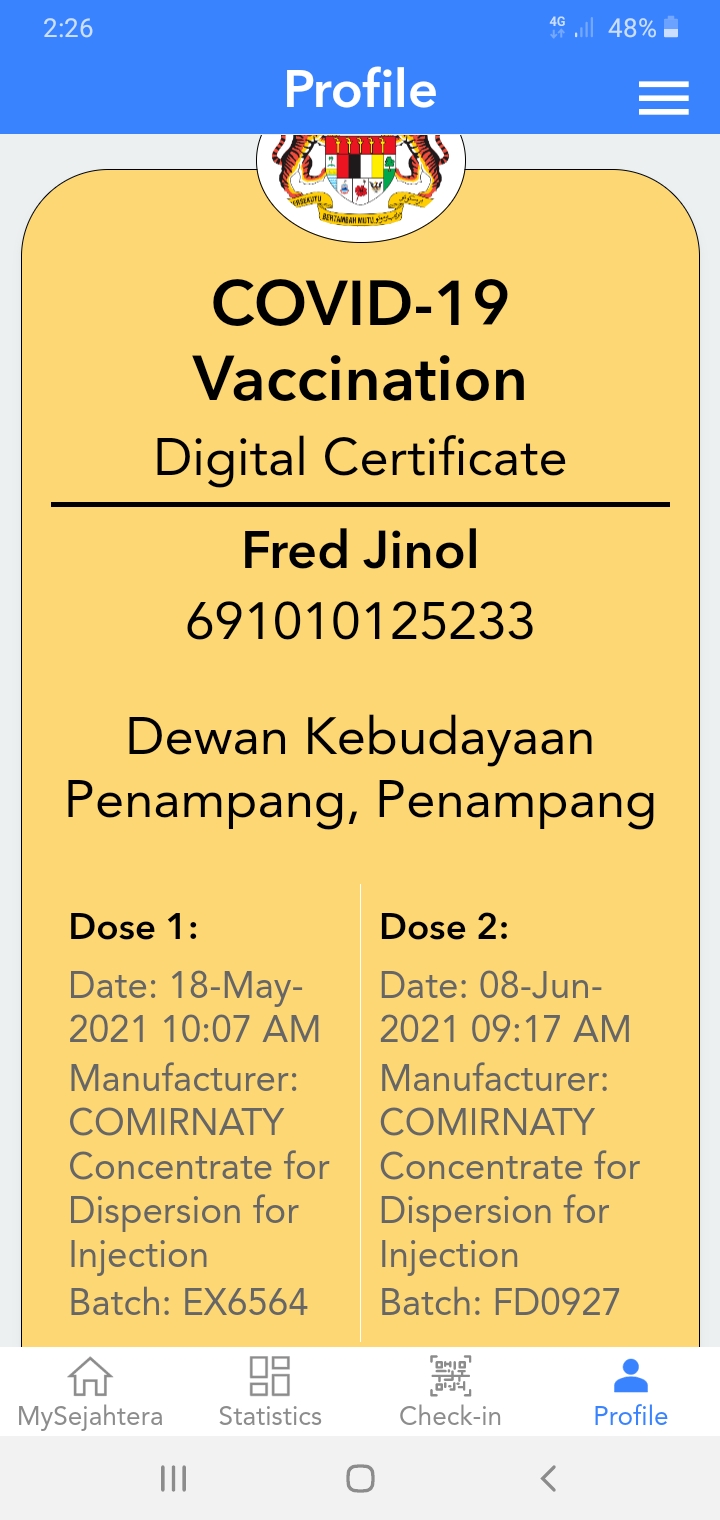 2:26
4G
48%
Profile
BERTAMBAH MUTU
COVID-19
Vaccination
Digital Certificate
Fred Jinol
691010125233
Dewan Kebudayaan
Penampang, Penampang
Dose 1:
Date: 18-May-
2021 10:07 AM
Manufacturer:
COMIRNATY
Concentrate for
Dispersion for
Injection
Batch: EX6564
Dose 2:
Date: 08-Jun-
2021 09:17 AM
Manufacturer:
COMIRNATY
Concentrate for
Dispersion for
Injection
Batch: FD0927
MySejahtera
Statistics
Check-in
Profile